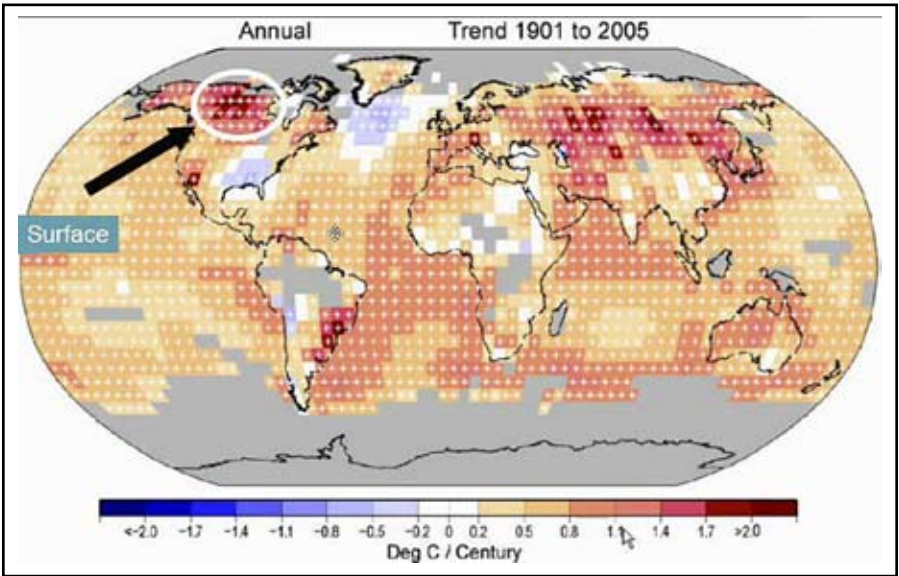 Annual Trend 1901 to 2005
Surface
<-2.0 -1.7 -1.4 -1.1 -0.8 -0.5 -0.2 0 0.2 0.5 0.8 1.1 1.4 1.7 >2.0
Deg C / Century